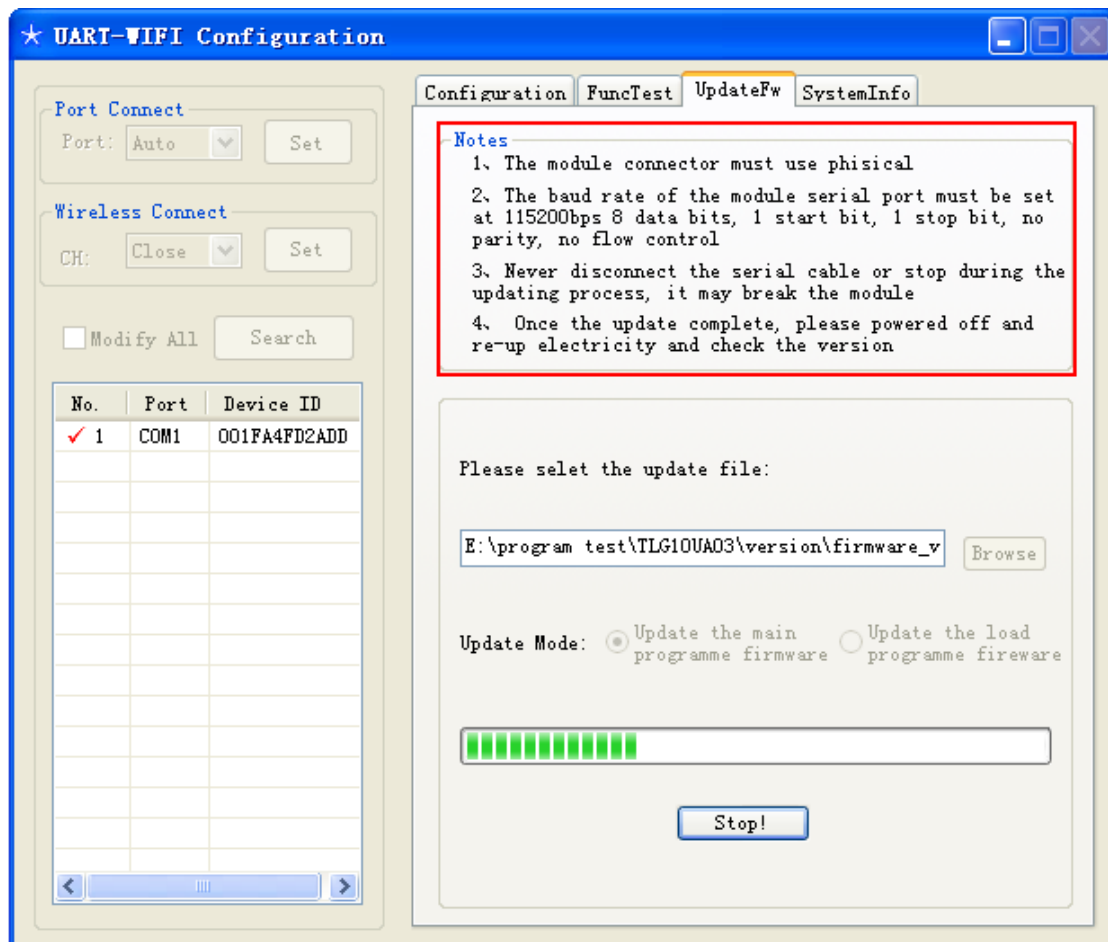 UART-WIFI Configuration
Port Connect
Port: Auto Set
Wireless Connect
CH: Close Set
Modify All Search
No. Port Device ID
1 COM1 001FA4FD2ADD
Configuration FuncTest UpdateFw SystemInfo
Notes
1、The module connector must use phisical
2、The baud rate of the module serial port must be set
at 115200bps 8 data bits, 1 start bit, 1 stop bit, no
parity, no flow control
3、Never disconnect the serial cable or stop during the
updating process, it may break the module
4、 Once the update complete, please powered off and
re-up electricity and check the version
Please selet the update file:
E:\program test\TLG10UA03\version\firmware_v Browse
Update Mode: Update the main
programme firmware
Update the load
programme fireware
Stop!